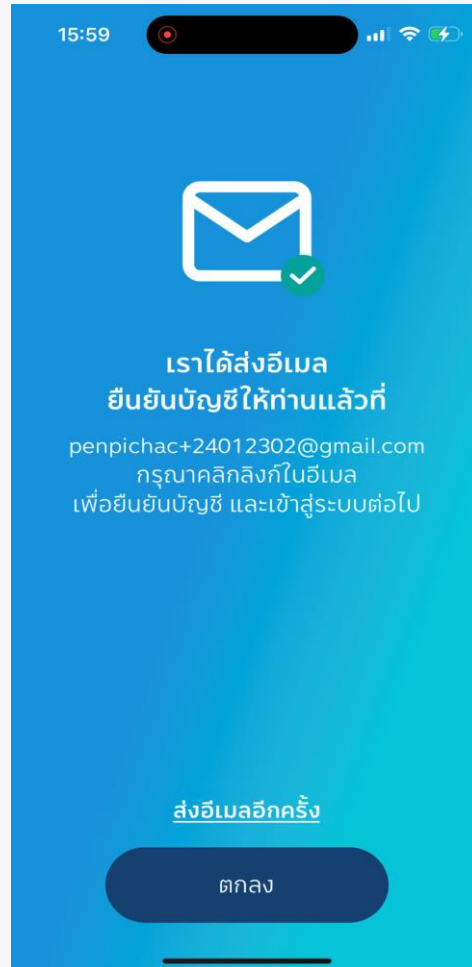 15:59
เราได้ส่งอีเมล
ยืนยันบัญชีให้ท่านแล้วที่
penpichac+24012302@gmail.com
กรุณาคลิกลิงก์ในอีเมล
เพื่อยืนยันบัญชี และเข้าสู่ระบบต่อไป
ส่งอีเมลอีกครั้ง
ตกลง